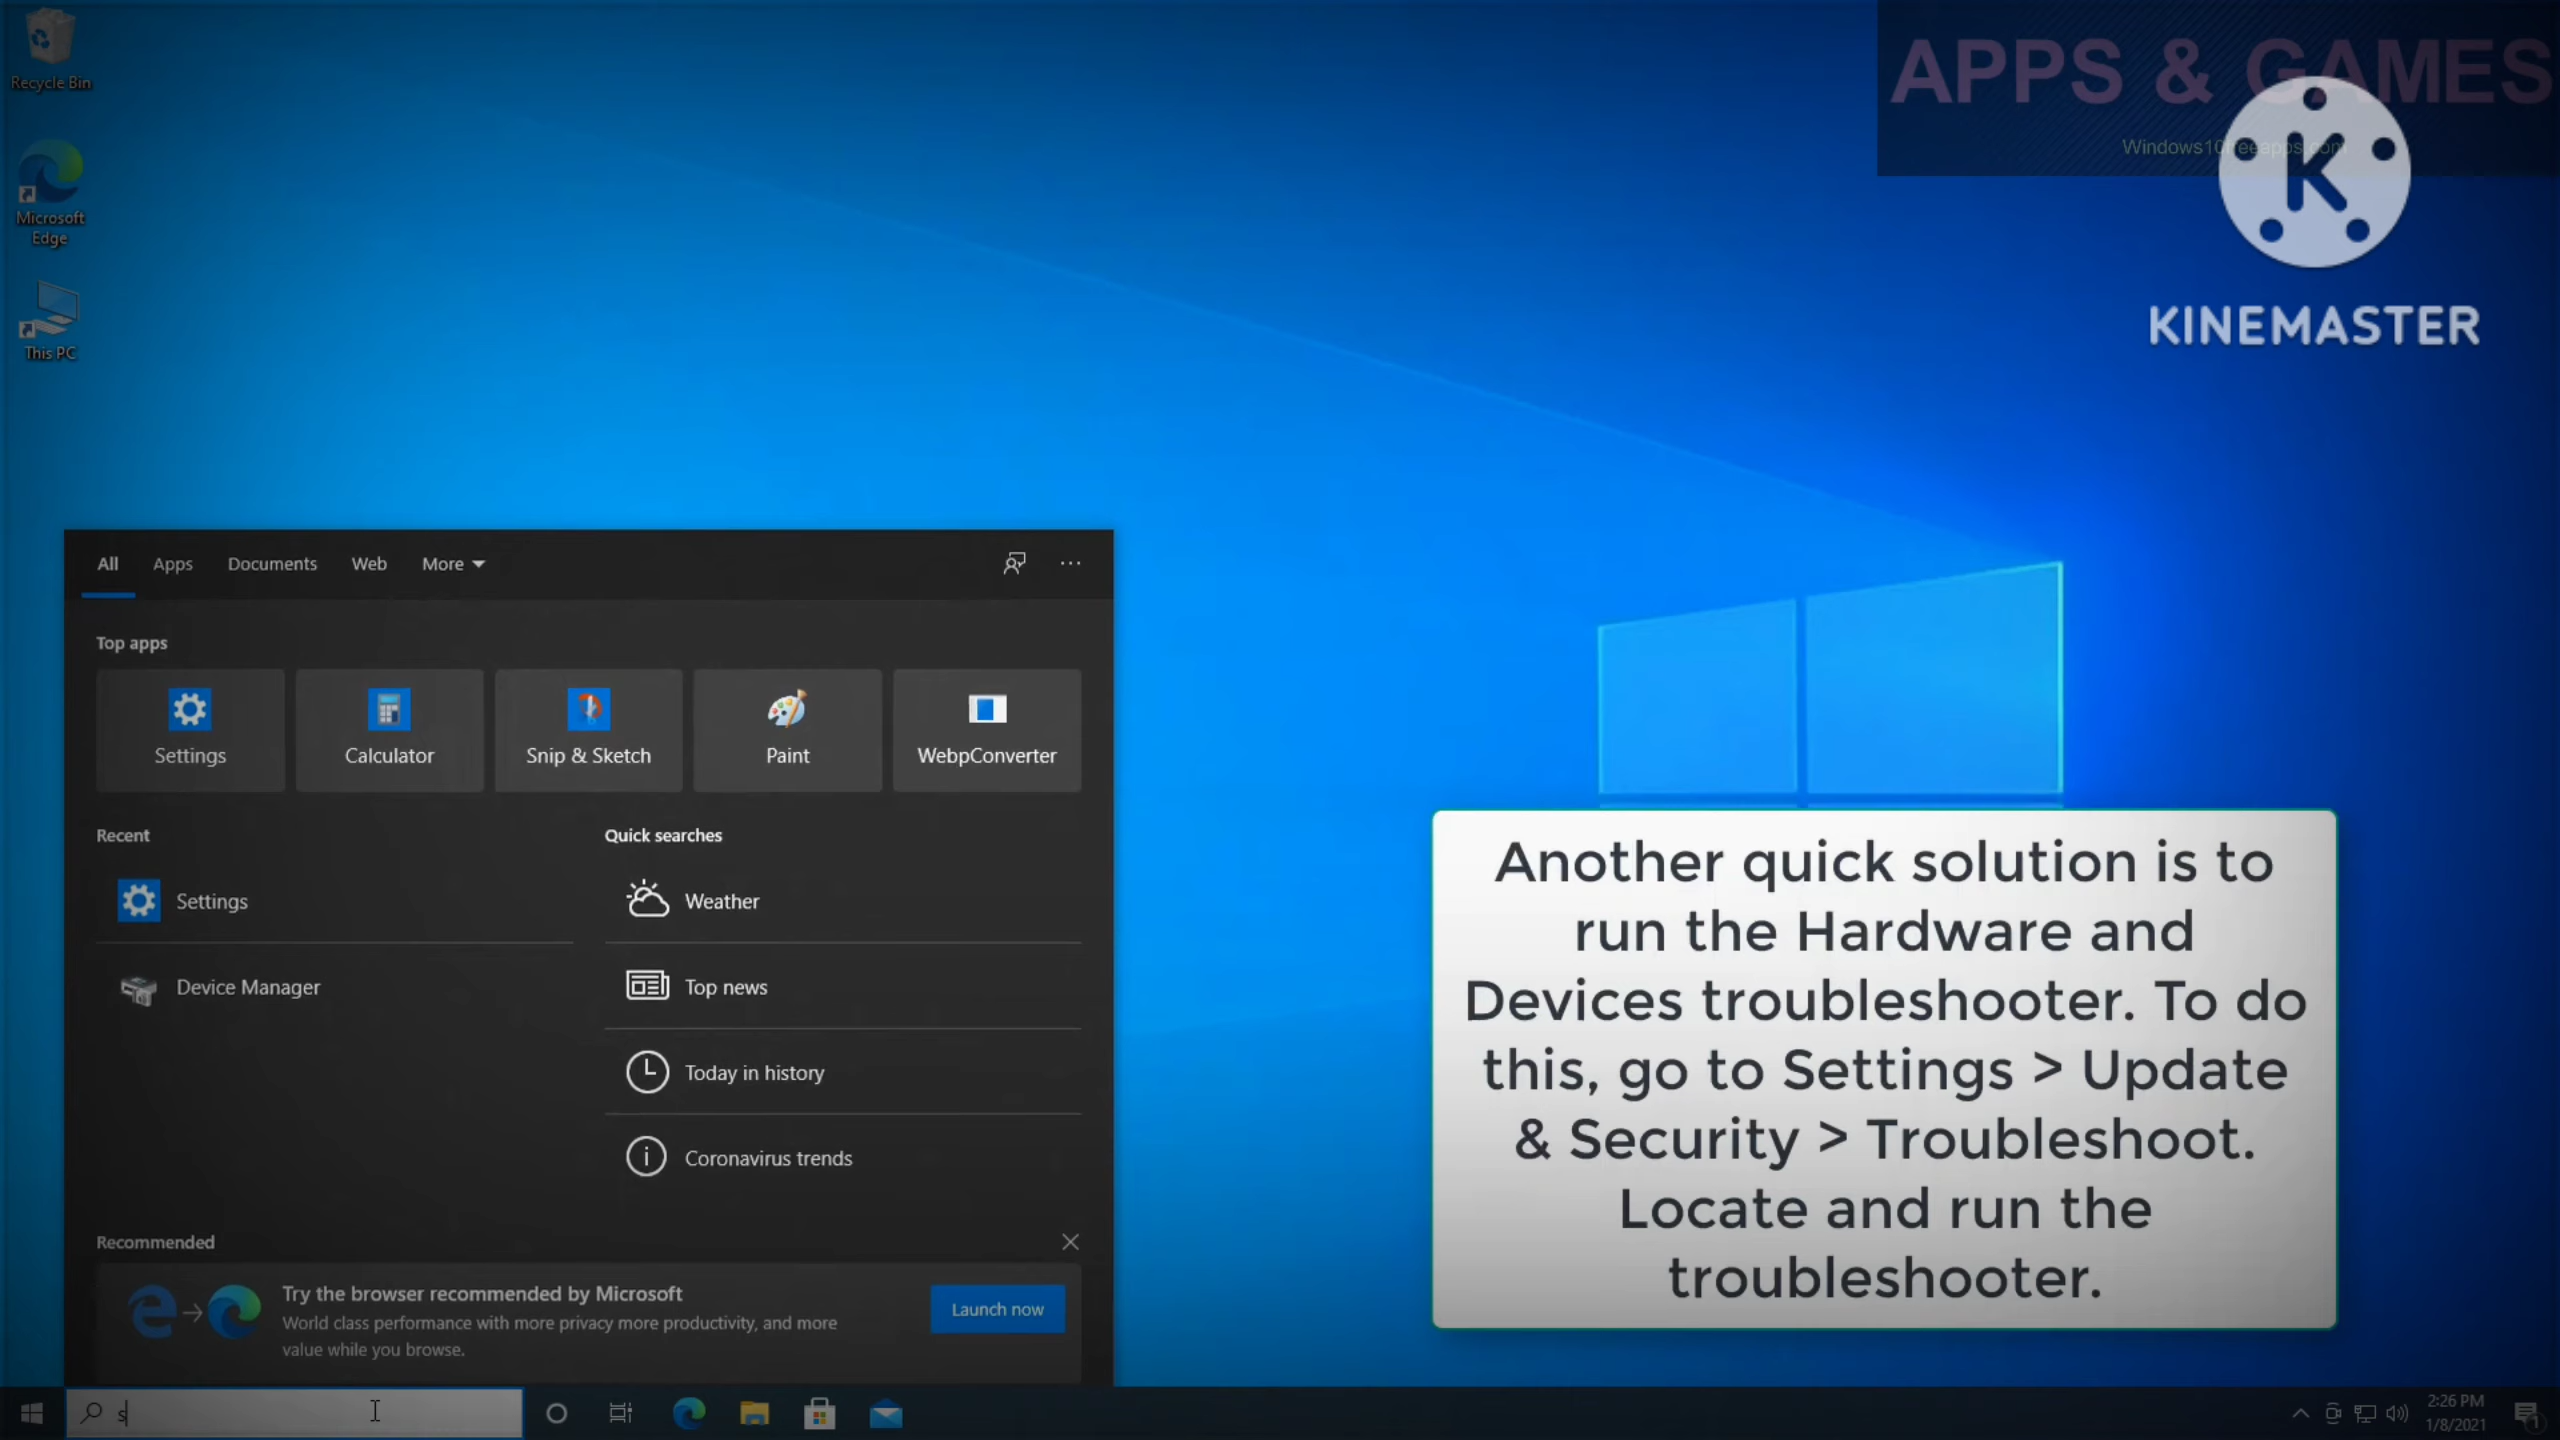 Recycle Bin
Microsoft
Edge
This PC
APPS & GAMES
Windows10freeapps.com
K
KINEMASTER
All Apps Documents Web More
Top apps
Settings Calculator Snip & Sketch Paint WebpConverter
Recent
Settings
Device Manager
Quick searches
Weather
Top news
Today in history
Coronavirus trends
Recommended
Try the browser recommended by Microsoft
World class performance with more privacy more productivity, and more
value while you browse.
Launch now
Another quick solution is to
run the Hardware and
Devices troubleshooter. To do
this, go to Settings > Update
& Security > Troubleshoot.
Locate and run the
troubleshooter.
s
2:26 PM
1/8/2021
1